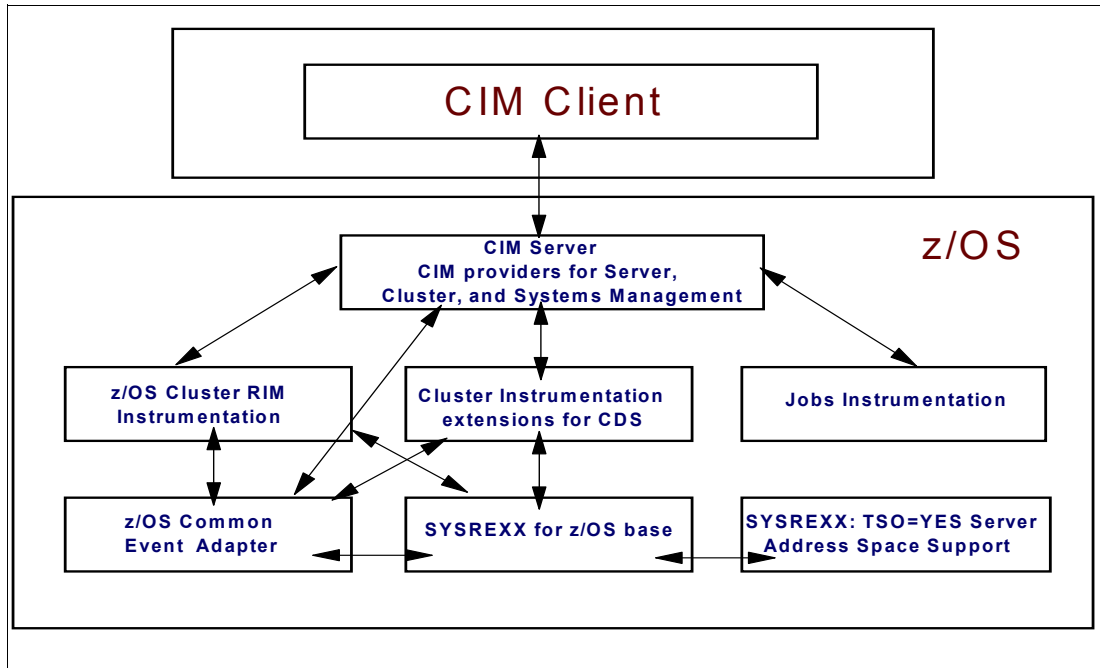 CIM Client
z/OS
CIM Server
CIM providers for Server,
Cluster, and Systems Management
z/OS Cluster RIM
Instrumentation
Cluster Instrumentation
extensions for CDS
Jobs Instrumentation
z/OS Common
Event Adapter
SYSREXX for z/OS base
SYSREXX: TSO=YES Server
Address Space Support